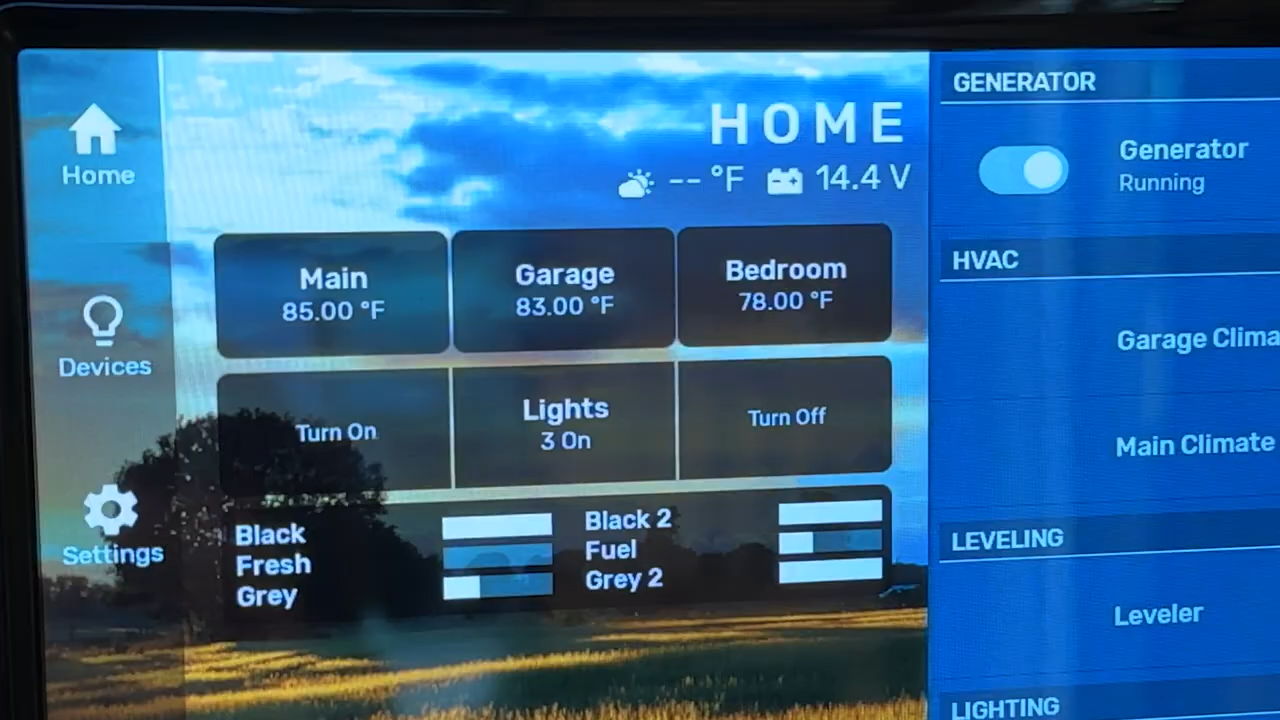 Home
Devices
Settings
HOME
-- °F 14.4 V
Main
85.00 °F
Garage
83.00 °F
Bedroom
78.00 °F
Turn On
Lights
3 On
Turn Off
Black
Fresh
Grey
Black 2
Fuel
Grey 2
GENERATOR
Generator
Running
HVAC
Garage Clima
Main Climate
LEVELING
Leveler
LIGHTING